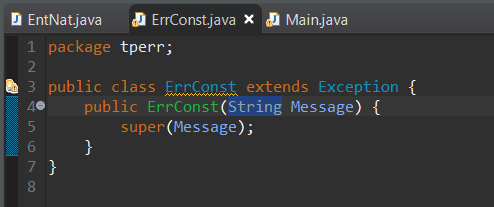 EntNat.java
ErrConst.java
Main.java
1 package tperr;
2
3 public class ErrConst extends Exception {
4     public ErrConst(String Message) {
5         super(Message);
6     }
7 }
8